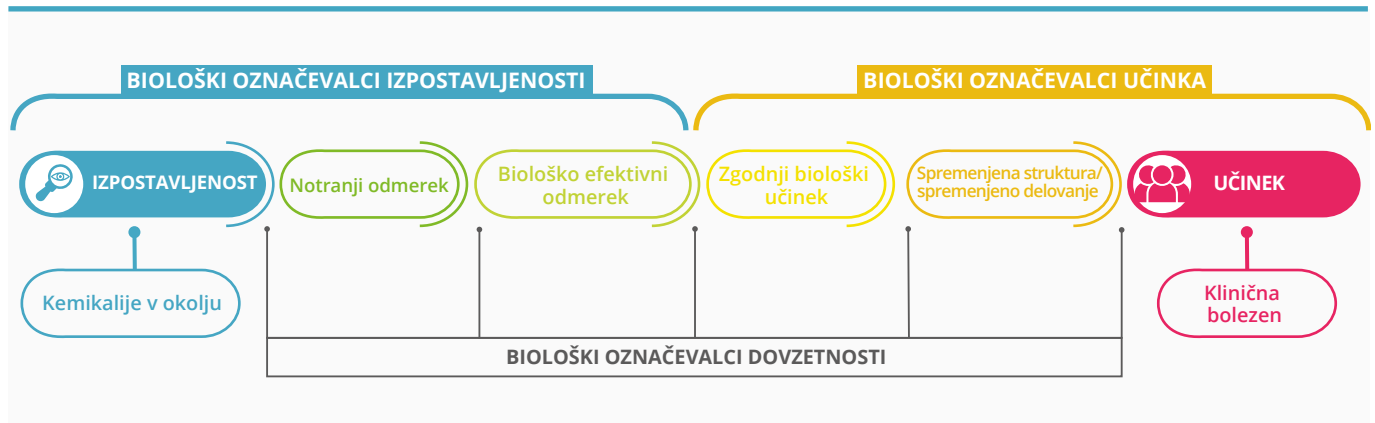 BIOLOŠKI OZNAČEVALCI IZPOSTAVLJENOSTI
BIOLOŠKI OZNAČEVALCI UČINKA
IZPOSTAVLJENOST
Notranji odmerek
Biološko efektivni
odmerek
Zgodnji biološki
učinek
Spremenjena struktura/
spremenjeno delovanje
UČINEK
Kemikalije v okolju
Klinična
bolezen
BIOLOŠKI OZNAČEVALCI DOVZETNOSTI